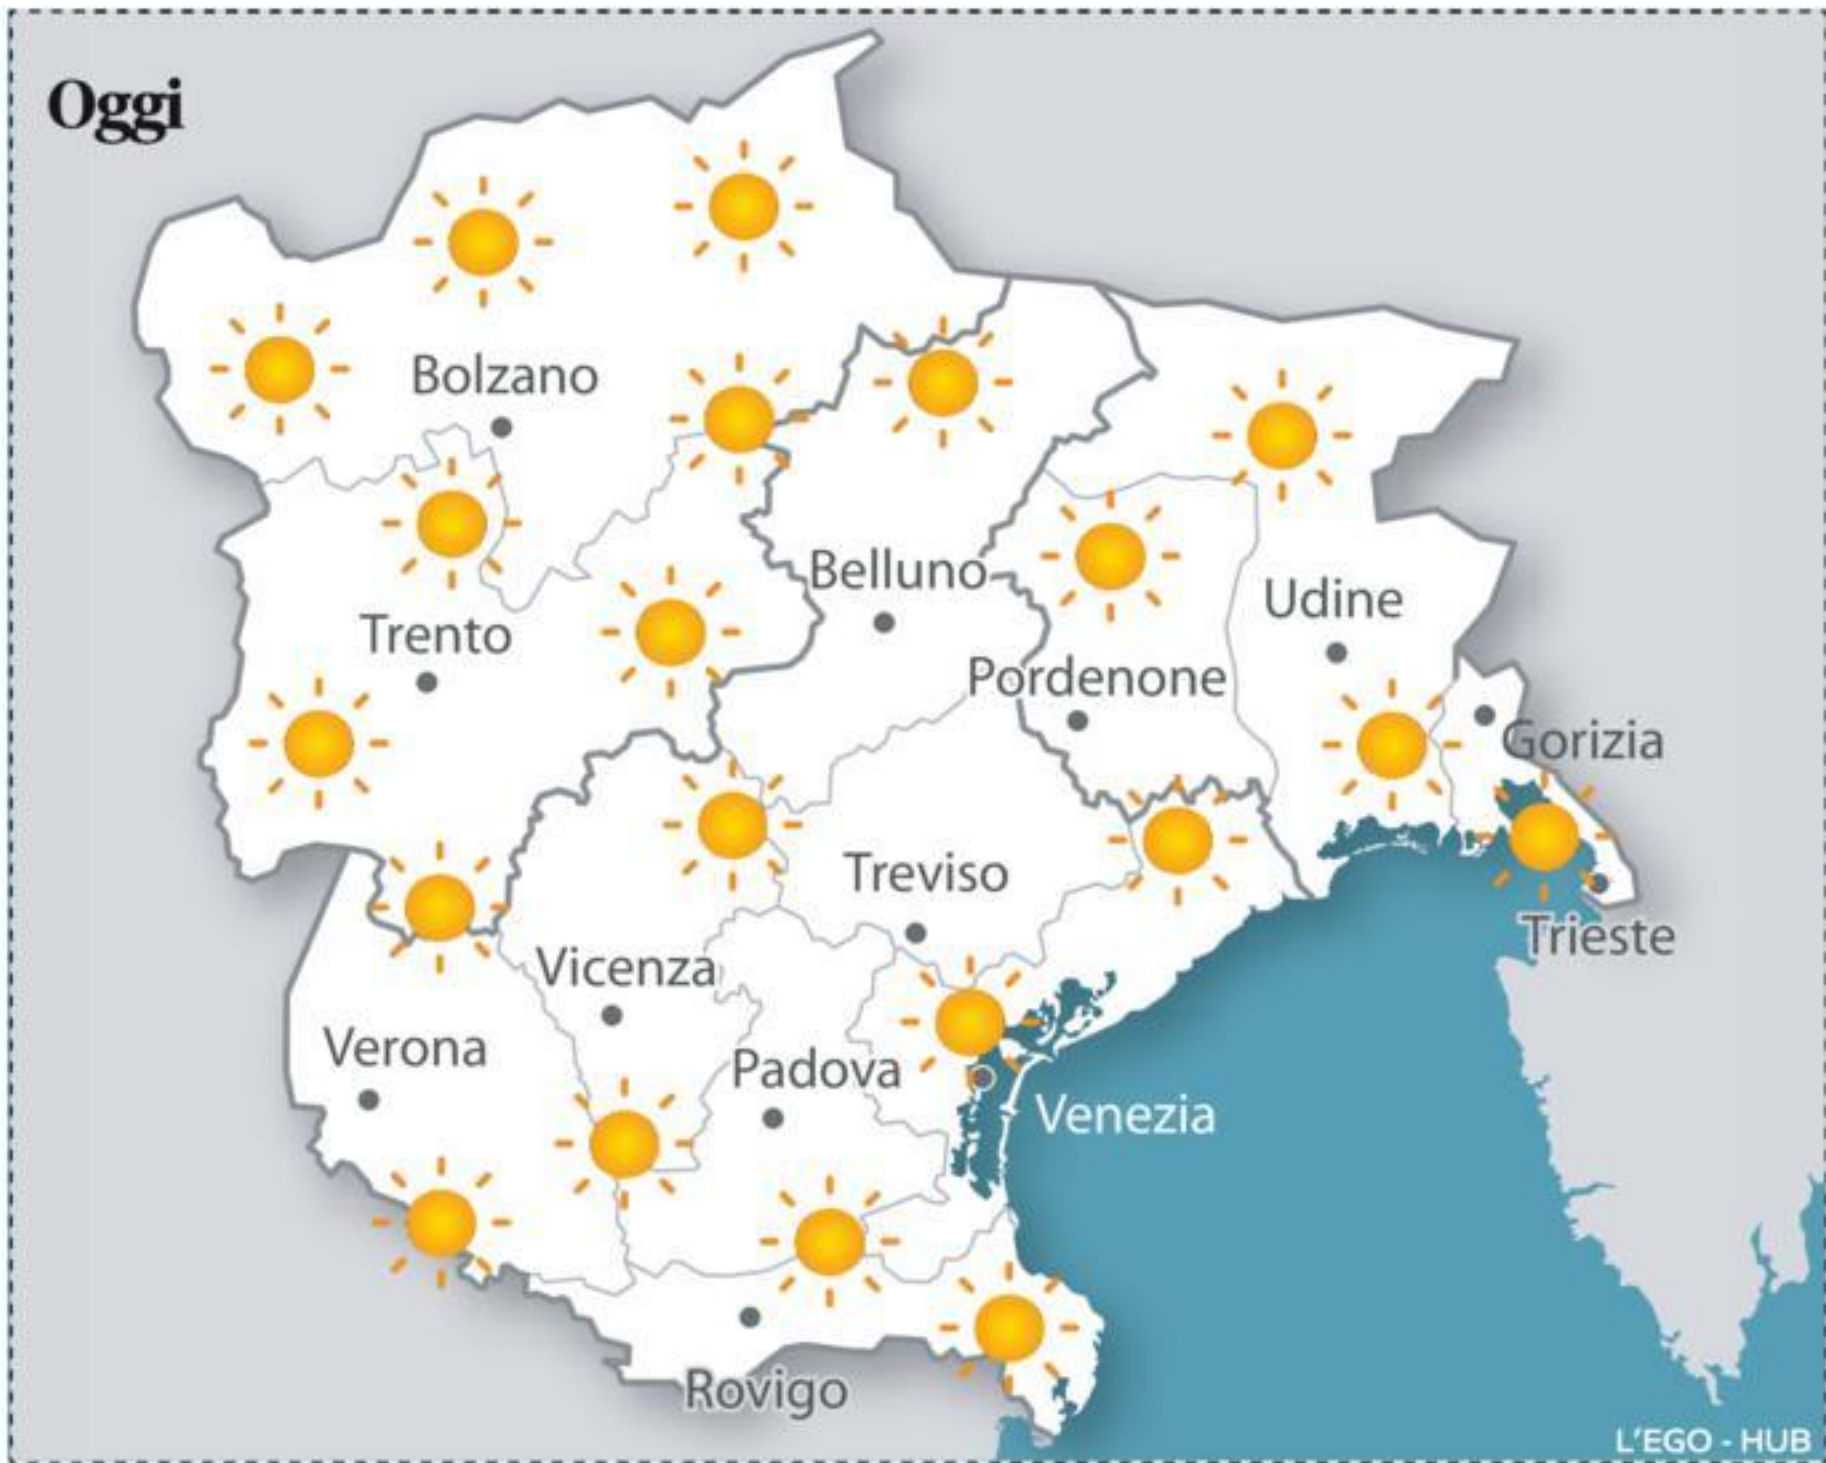 Oggi
Bolzano
Belluno
Udine
Trento
Pordenone
Gorizia
Treviso
Trieste
Vicenza
Verona
Padova
Venezia
Rovigo
L'EGO - HUB